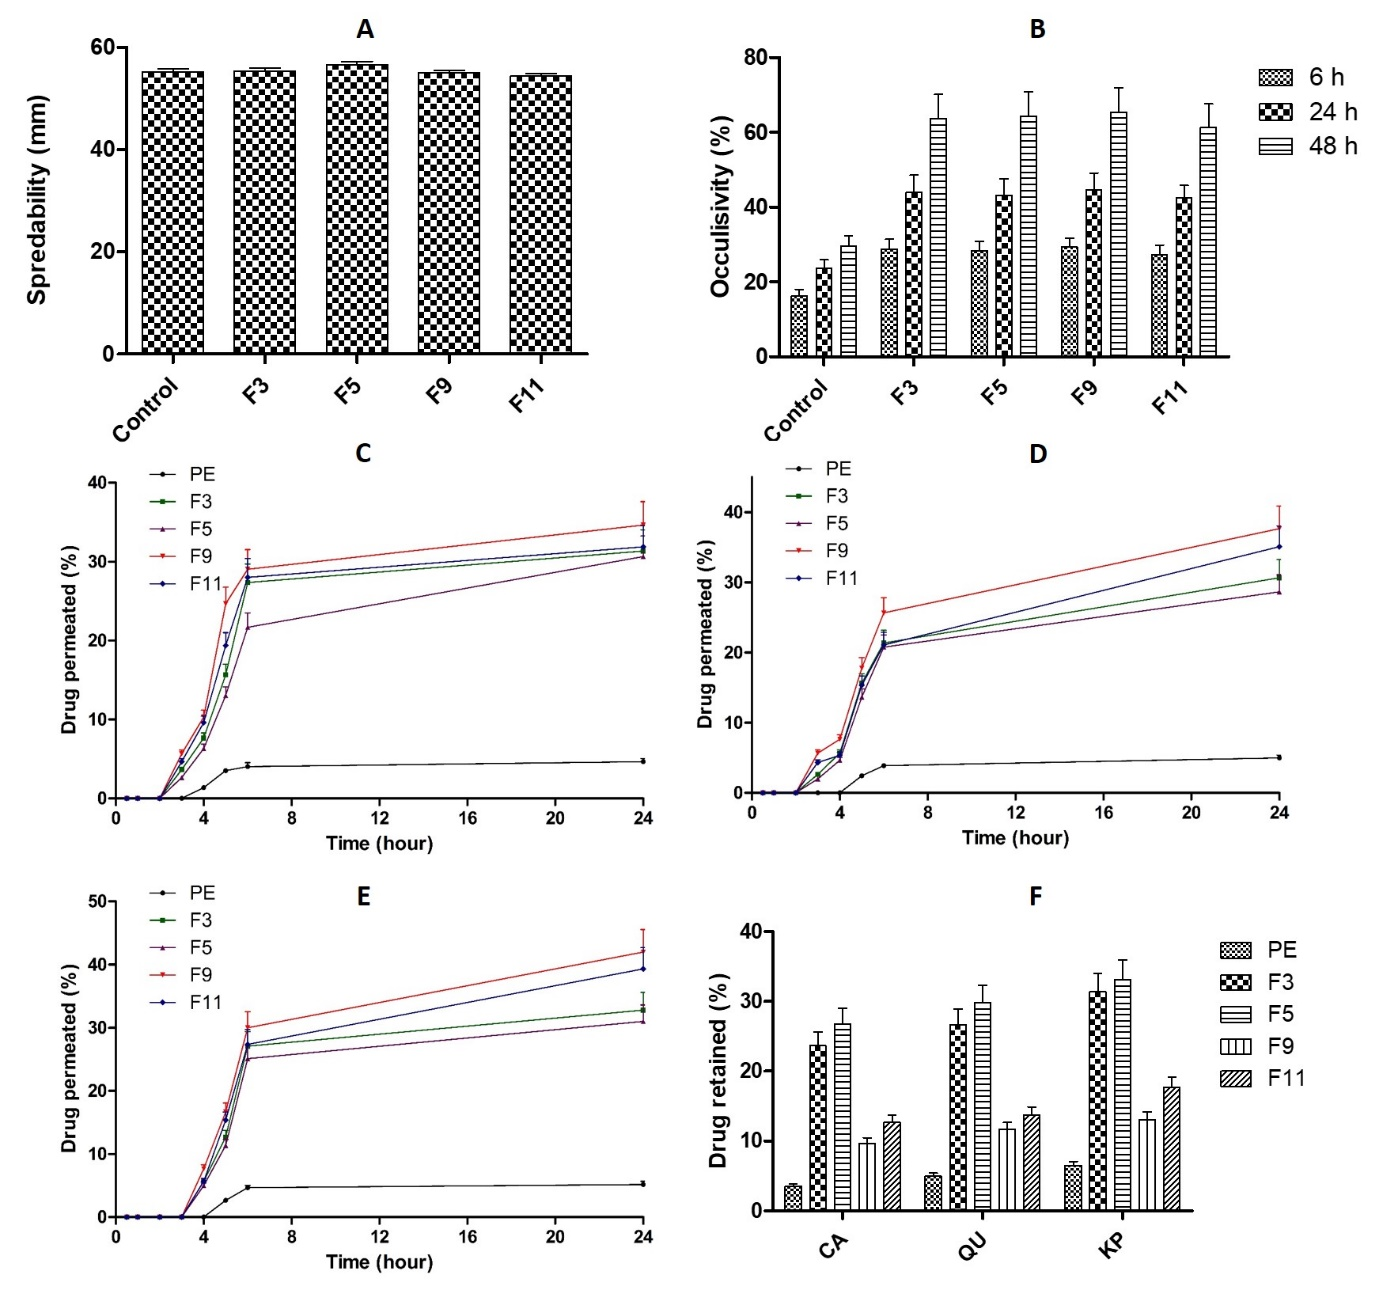 A
Spredability (mm)
60
40
20
0
Control
F3
F5
F9
F11
B
Occulisivity (%)
80
60
40
20
0
Control
F3
F5
F9
F11
6 h
24 h
48 h
C
PE
F3
F5
F9
F11
Drug permeated (%)
40
30
20
10
0
0 4 8 12 16 20 24
Time (hour)
D
PE
F3
F5
F9
F11
Drug permeated (%)
40
30
20
10
0
0 4 8 12 16 20 24
Time (hour)
E
PE
F3
F5
F9
F11
Drug permeated (%)
50
40
30
20
10
0
0 4 8 12 16 20 24
Time (hour)
F
Drug retained (%)
40
30
20
10
0
CA
QU
KP
PE
F3
F5
F9
F11